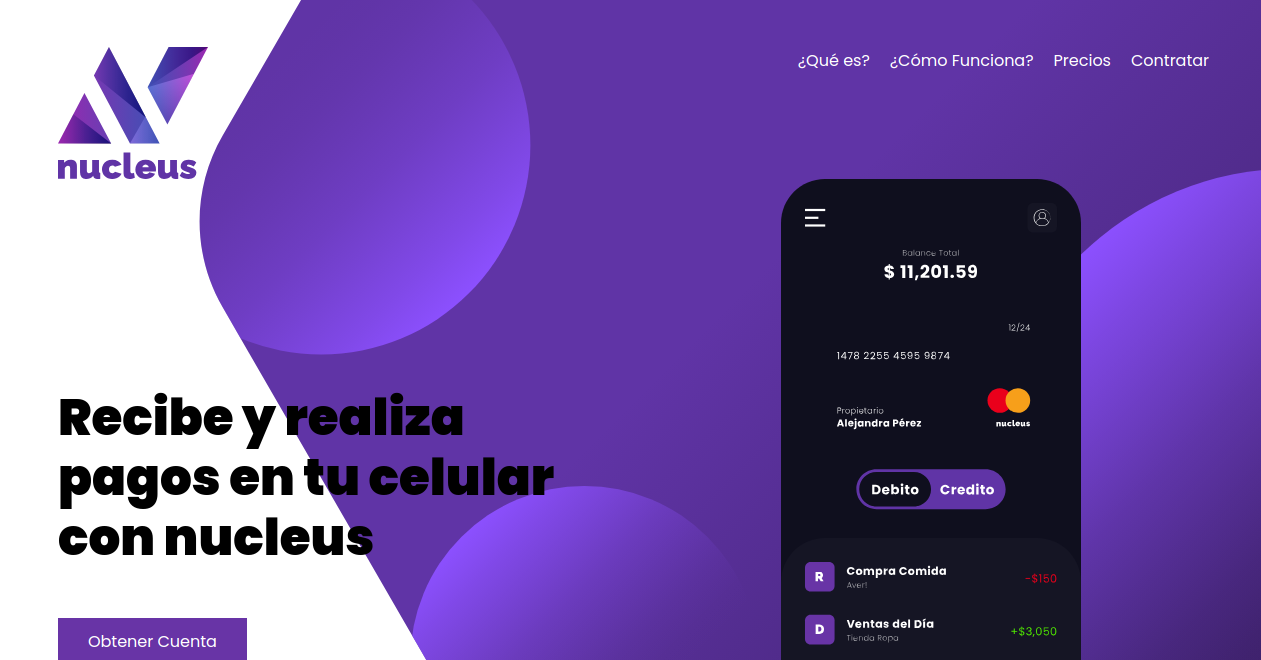 ¿Qué es? ¿Cómo Funciona? Precios Contratar
nucleus
Recibe y realiza
pagos en tu celular
con nucleus
Obtener Cuenta
Balance Total
$ 11,201.59
12/24
1478 2255 4595 9874
Propietario
Alejandra Pérez
nucleus
Debito Credito
R Compra Comida -$150
Ayer!
D Ventas del Día +$3,050
Tienda Ropa